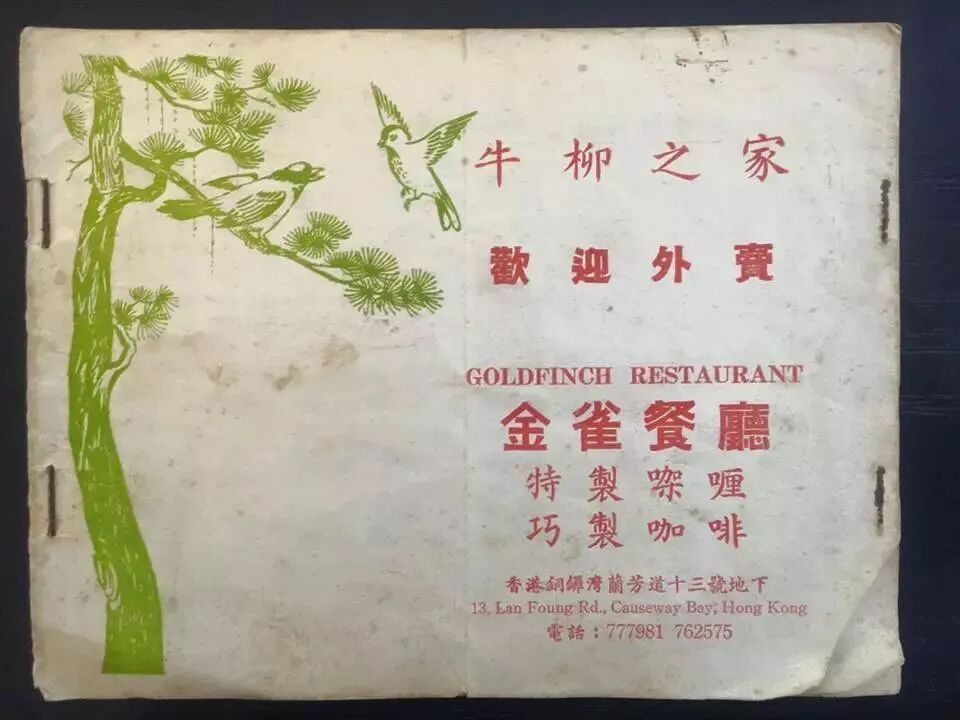 牛柳之家
歡迎外賣
GOLDFINCH RESTAURANT
金雀餐廳
特製㗎喱
巧製咖啡
香港銅鑼灣蘭芳道十三號地下
13, Lan Foung Rd., Causeway Bay, Hong Kong
電話：777981 762575